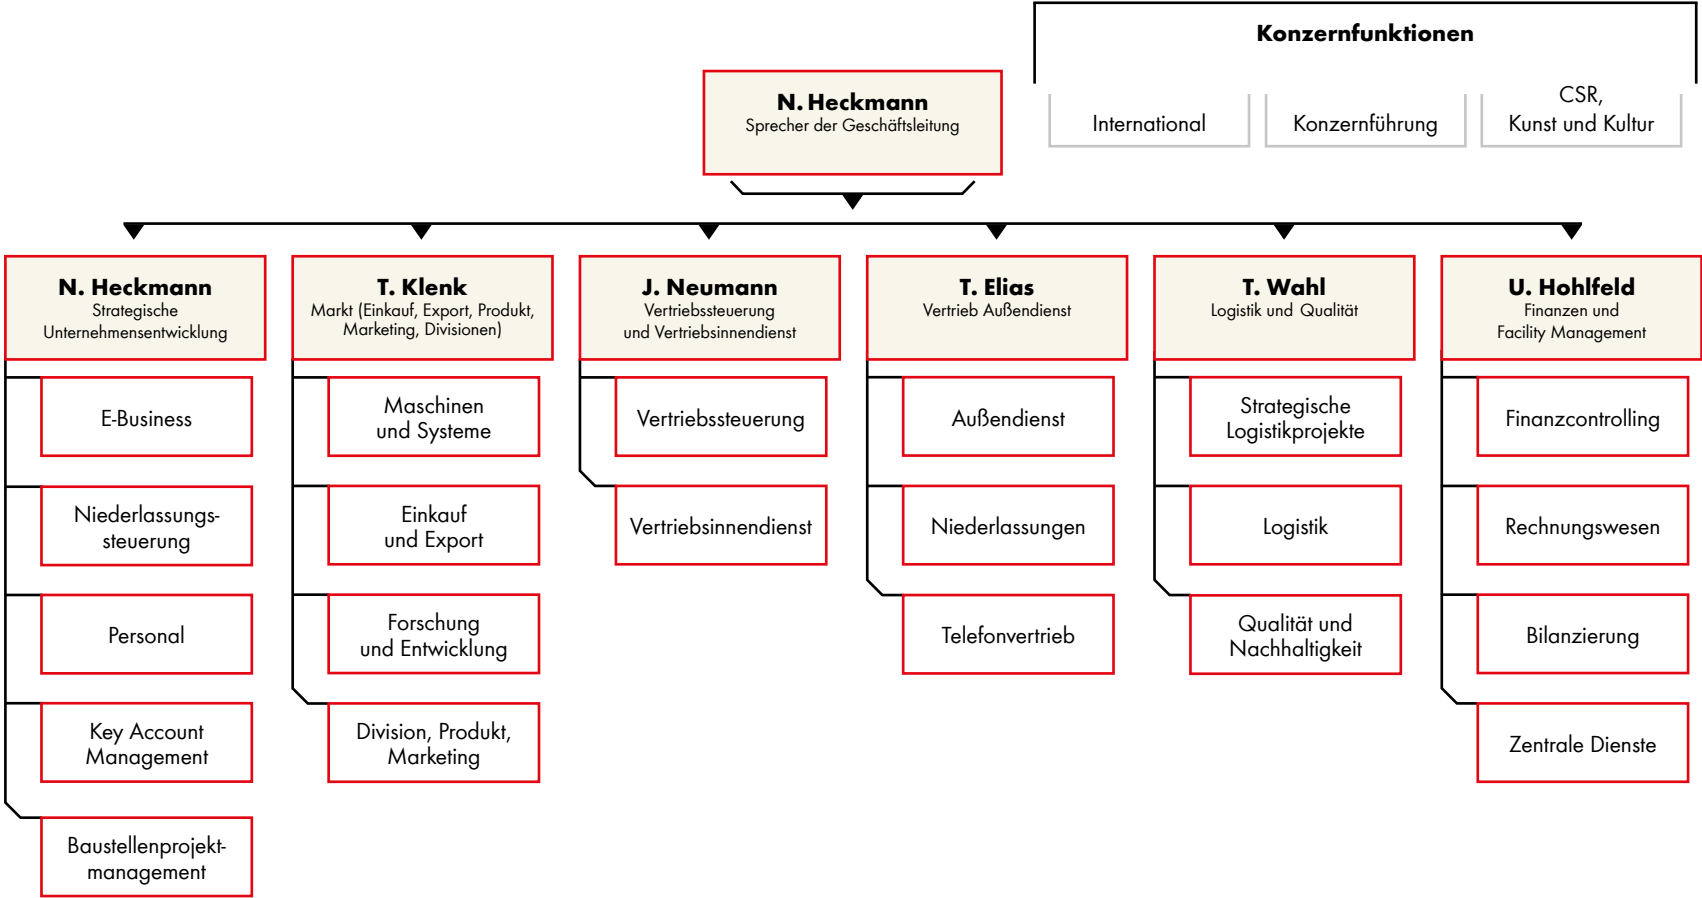 Konzernfunktionen
N. Heckmann
Sprecher der Geschäftsleitung
International
Konzernführung
CSR,
Kunst und Kultur
N. Heckmann
Strategische
Unternehmensentwicklung
E-Business
Niederlassungs-
steuerung
Personal
Key Account
Management
Baustellenprojekt-
management
T. Klenk
Markt (Einkauf, Export, Produkt,
Marketing, Divisionen)
Maschinen
und Systeme
Einkauf
und Export
Forschung
und Entwicklung
Division, Produkt,
Marketing
J. Neumann
Vertriebssteuerung
und Vertriebsinnendienst
Vertriebssteuerung
Vertriebsinnendienst
T. Elias
Vertrieb Außendienst
Außendienst
Niederlassungen
Telefonvertrieb
T. Wahl
Logistik und Qualität
Strategische
Logistikprojekte
Logistik
Qualität und
Nachhaltigkeit
U. Hohlfeld
Finanzen und
Facility Management
Finanzcontrolling
Rechnungswesen
Bilanzierung
Zentrale Dienste